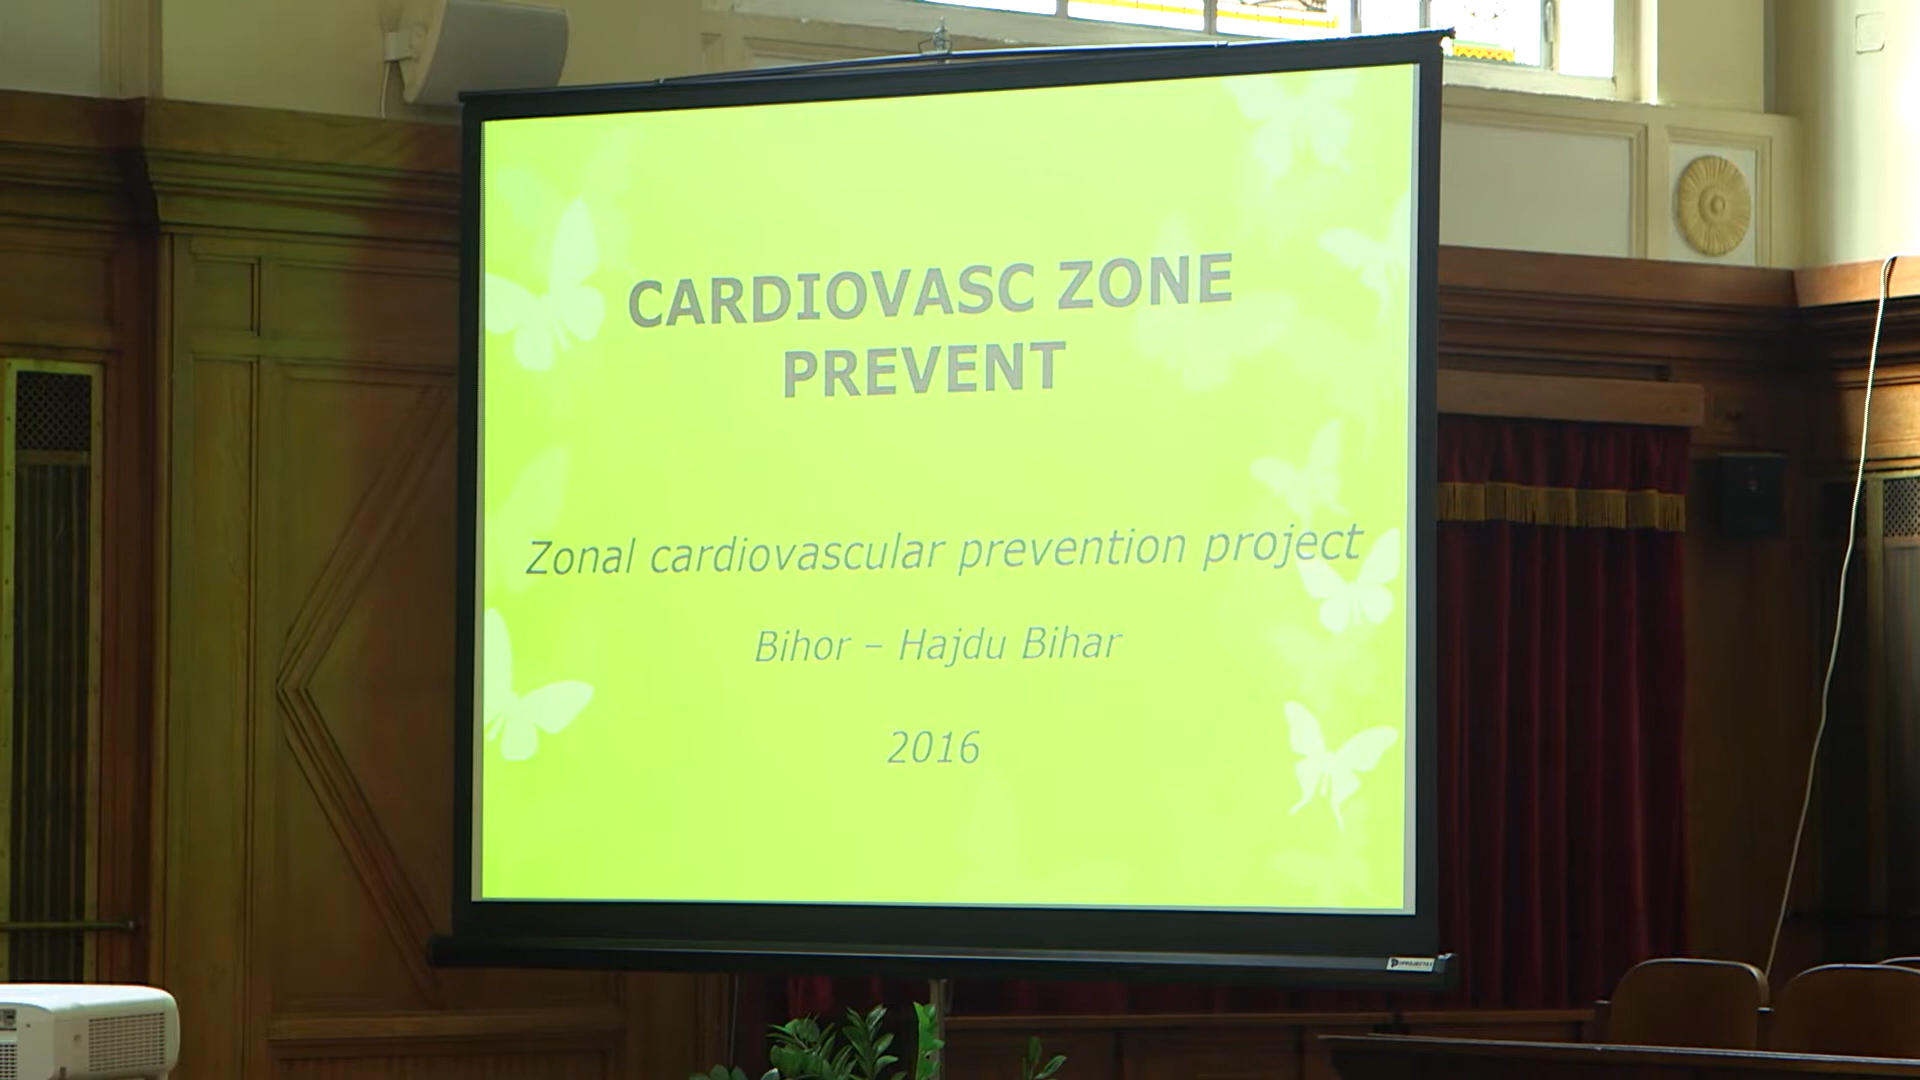 CARDIOVASC ZONE
PREVENT
Zonal cardiovascular prevention project
Bihor – Hajdu Bihar
2016